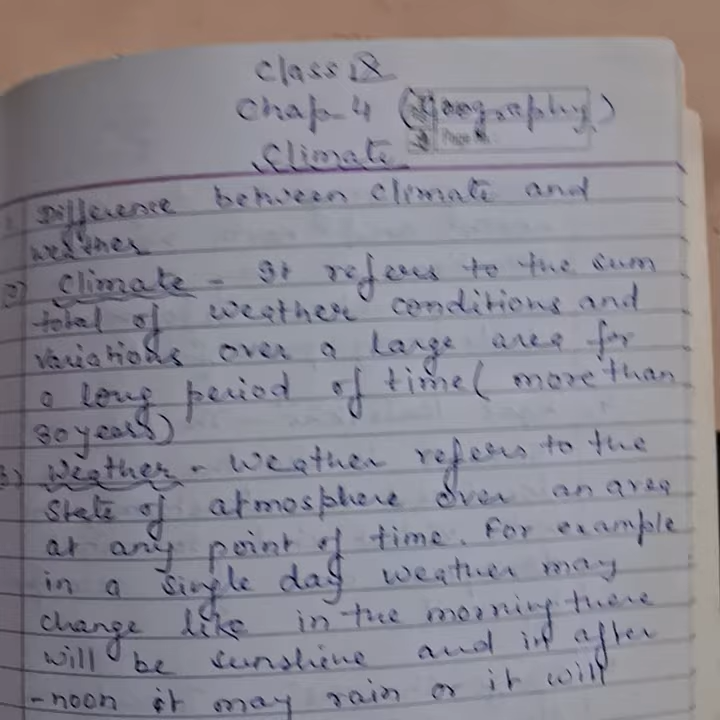 Class IX
Chap-4 (Geography)
Climate
Difference between Climate and
weather
Climate - It refers to the sum
total of weather conditions and
variations over a large area for
a long period of time ( more than
30 years)
b) Weather - Weather refers to the
state of atmosphere over an area
at any point of time. For example
in a single day weather may
change like in the morning there
will be sunshine and in after
-noon it may rain or it will